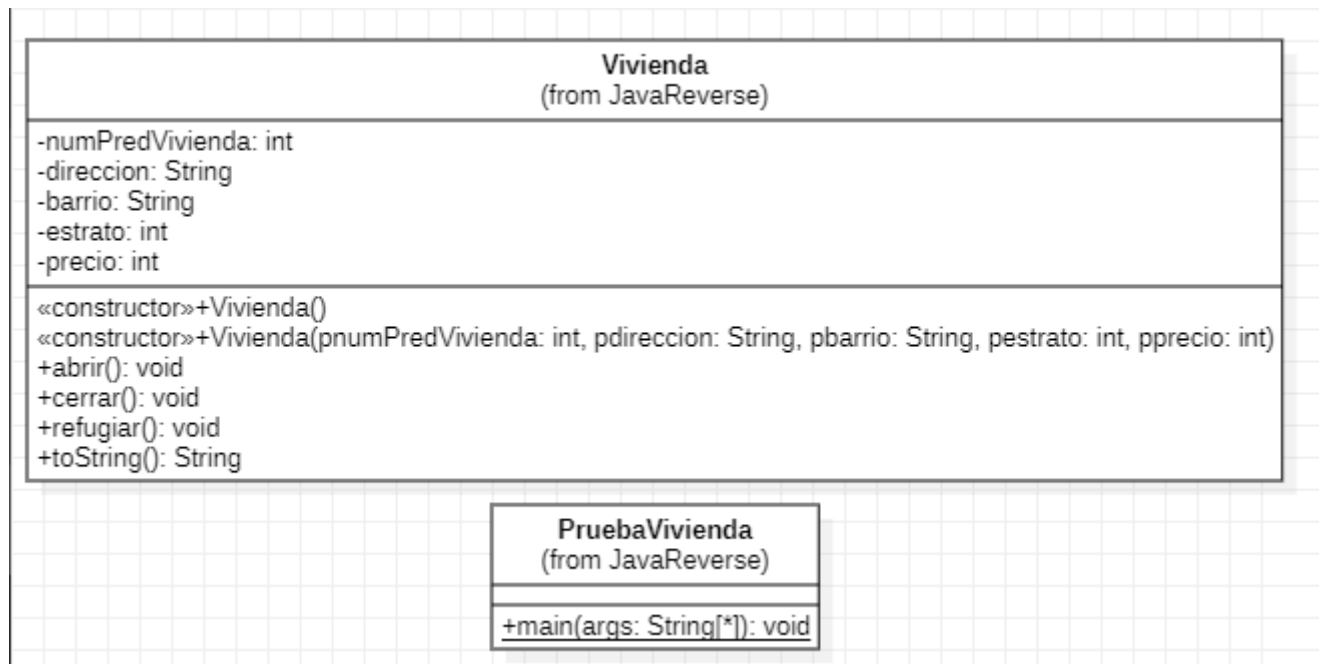 Vivienda
(from JavaReverse)
-numPredVivienda: int
-direccion: String
-barrio: String
-estrato: int
-precio: int
«constructor»+Vivienda()
«constructor»+Vivienda(pnumPredVivienda: int, pdireccion: String, pbarrio: String, pestrato: int, pprecio: int)
+abrir(): void
+cerrar(): void
+refugiar(): void
+toString(): String
PruebaVivienda
(from JavaReverse)
+main(args: String[*]): void